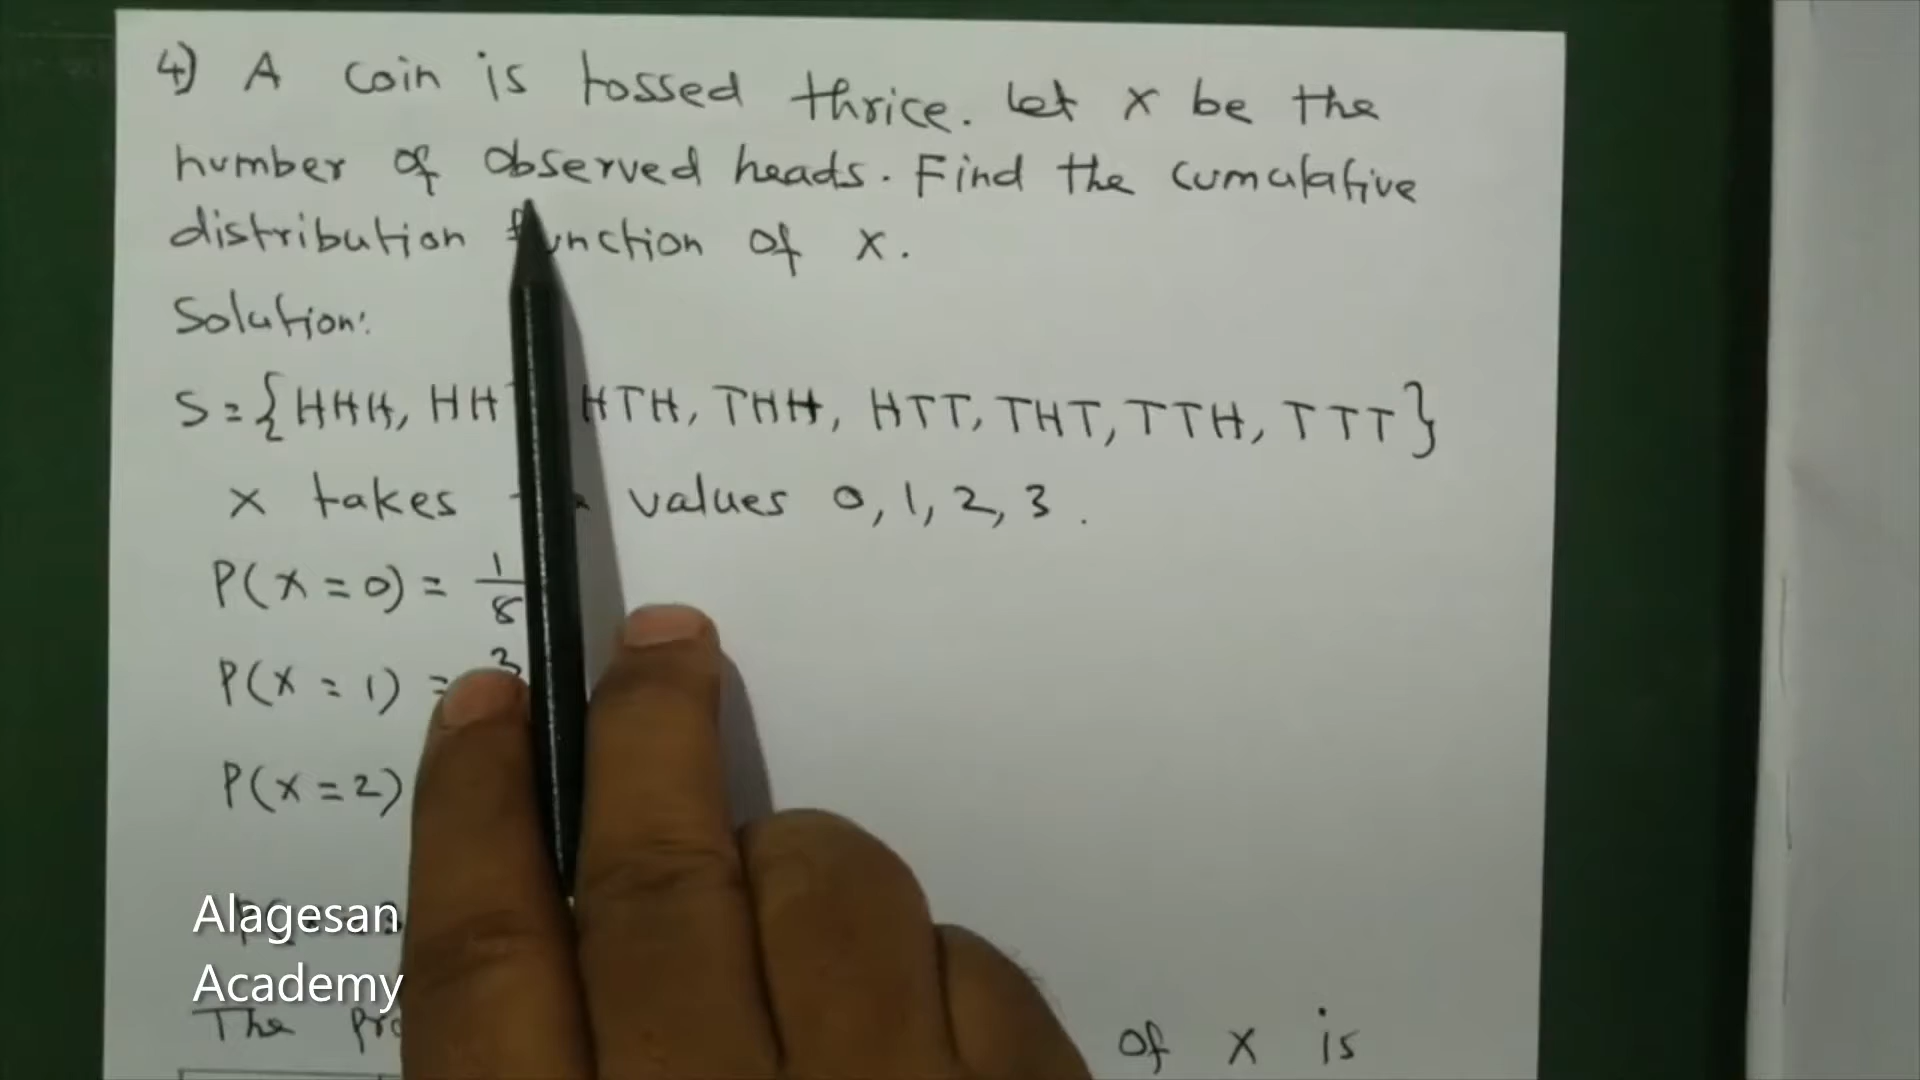 4) A coin is tossed thrice. Let X be the
number of observed heads. Find the cumulative
distribution function of X.
Solution:
S = {HHH, HH HTH, THH, HTT, THT, TTH, TTT}
X takes values 0, 1, 2, 3.
P(X = 0) = 1/8
P(X = 1) = 3
P(X = 2)
Alagesan
Academy
The of X is